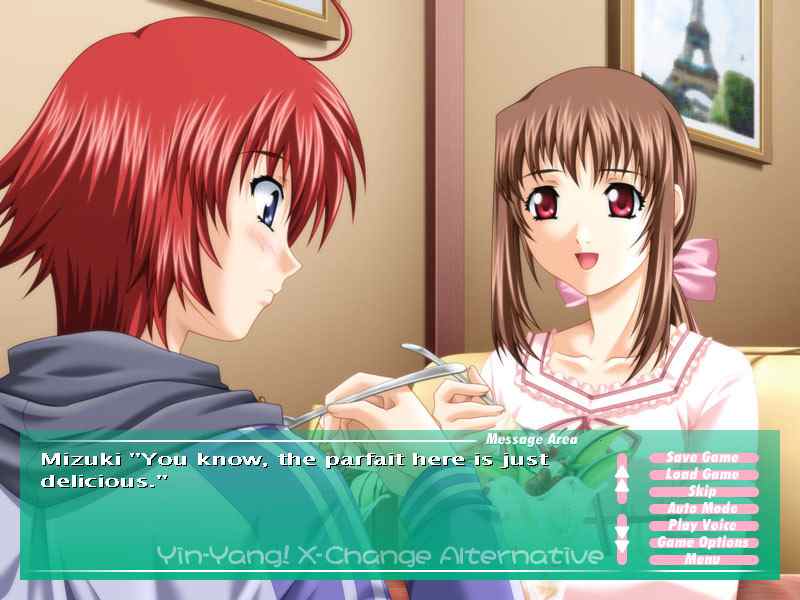 Message Area
Mizuki "You know, the parfait here is just
delicious."
Save Game
Load Game
Skip
Auto Mode
Play Voice
Game Options
Menu
Yin-Yang! X-Change Alternative